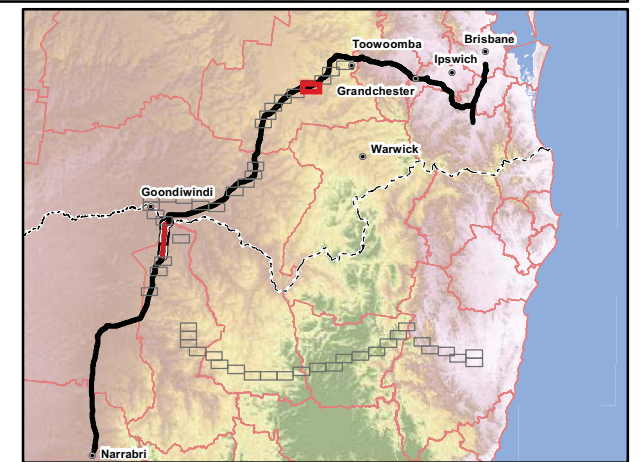 Brisbane
Toowoomba
Ipswich
Grandchester
Warwick
Goondiwindi
Narrabri